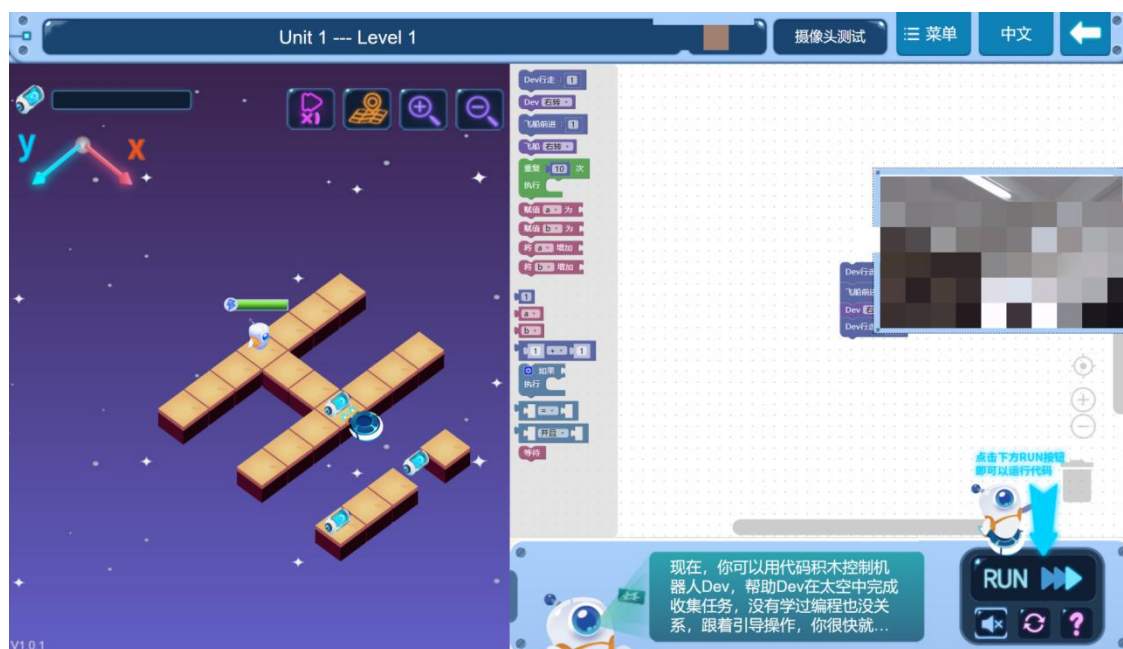 Unit 1 --- Level 1
摄像头测试
菜单
中文
X1
y
x
Dev行走 1
Dev 右转
飞船前进 1
飞船 右转
重复 10 次
执行
赋值 a 为
赋值 b 为
将 a 增加
将 b 增加
1
a
b
1 + 1
如果
执行
=
并且
等待
Dev行走
飞船前进
Dev
Dev行走
点击下方RUN按钮
即可以运行代码
现在，你可以用代码积木控制机
器人Dev，帮助Dev在太空中完成
收集任务，没有学过编程也没关
系，跟着引导操作，你很快就...
RUN
?
V1.0.1